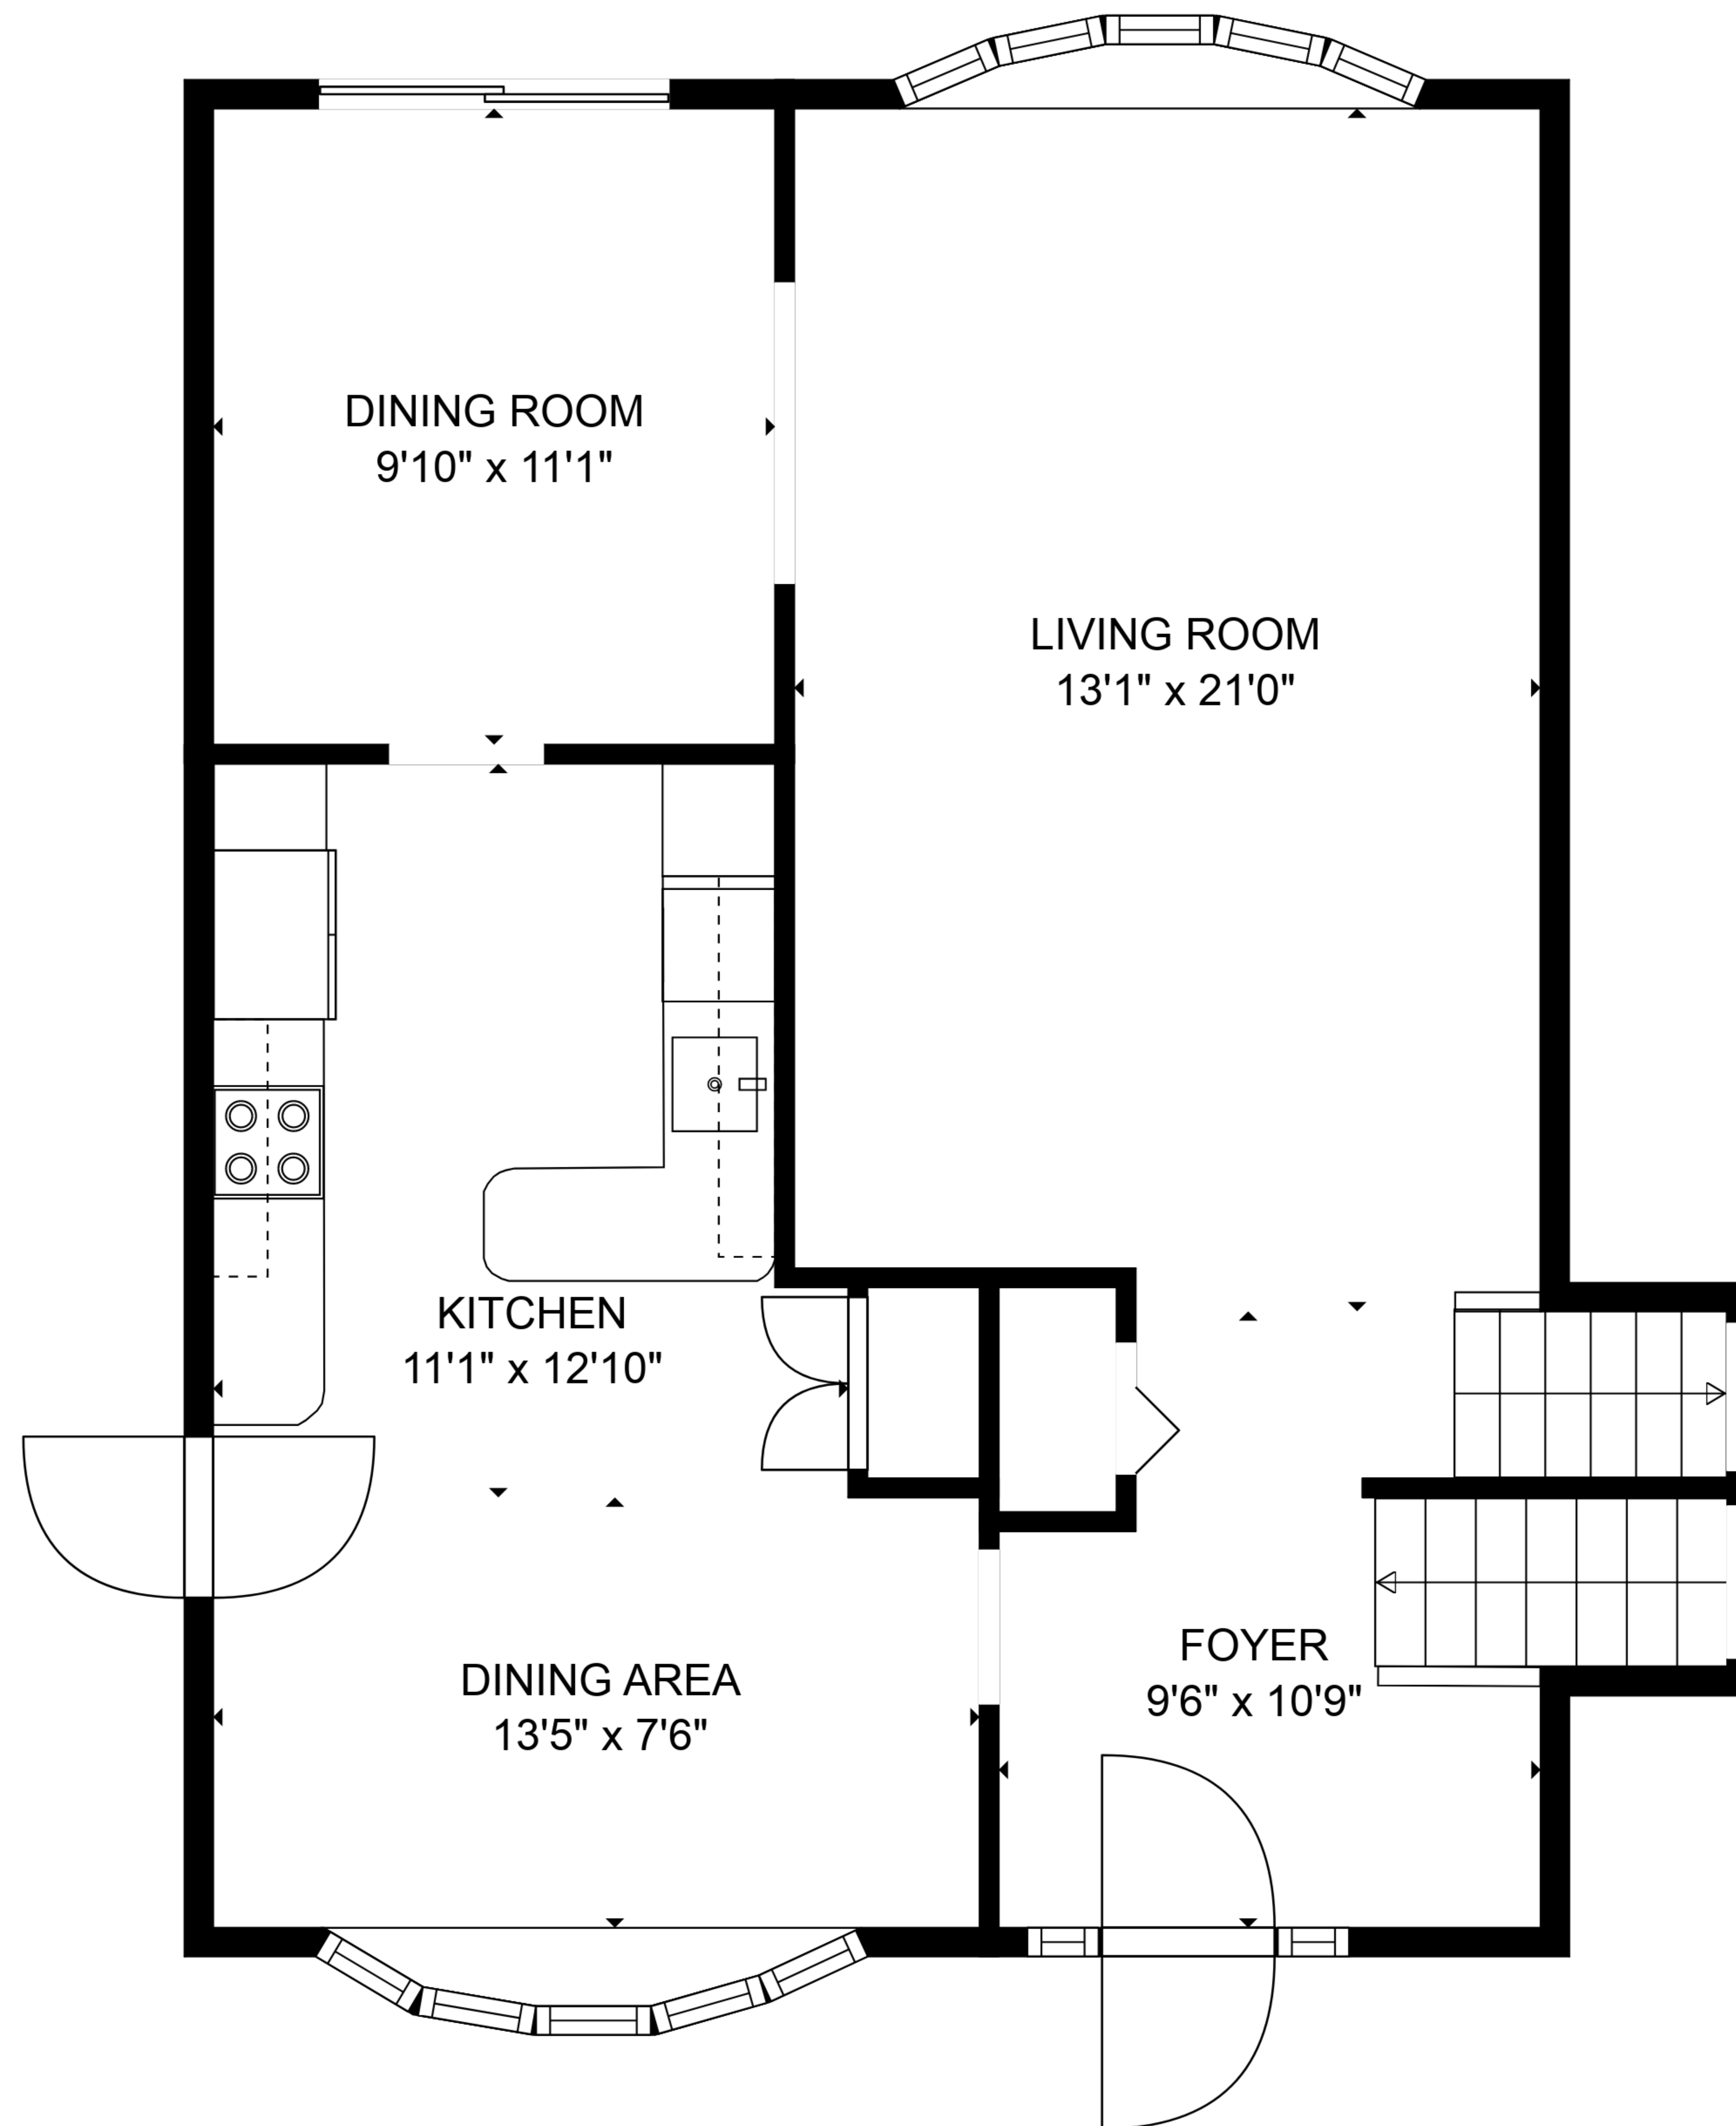 DINING ROOM
9'10" x 11'1"
LIVING ROOM
13'1" x 21'0"
KITCHEN
11'1" x 12'10"
FOYER
9'6" x 10'9"
DINING AREA
13'5" x 7'6"